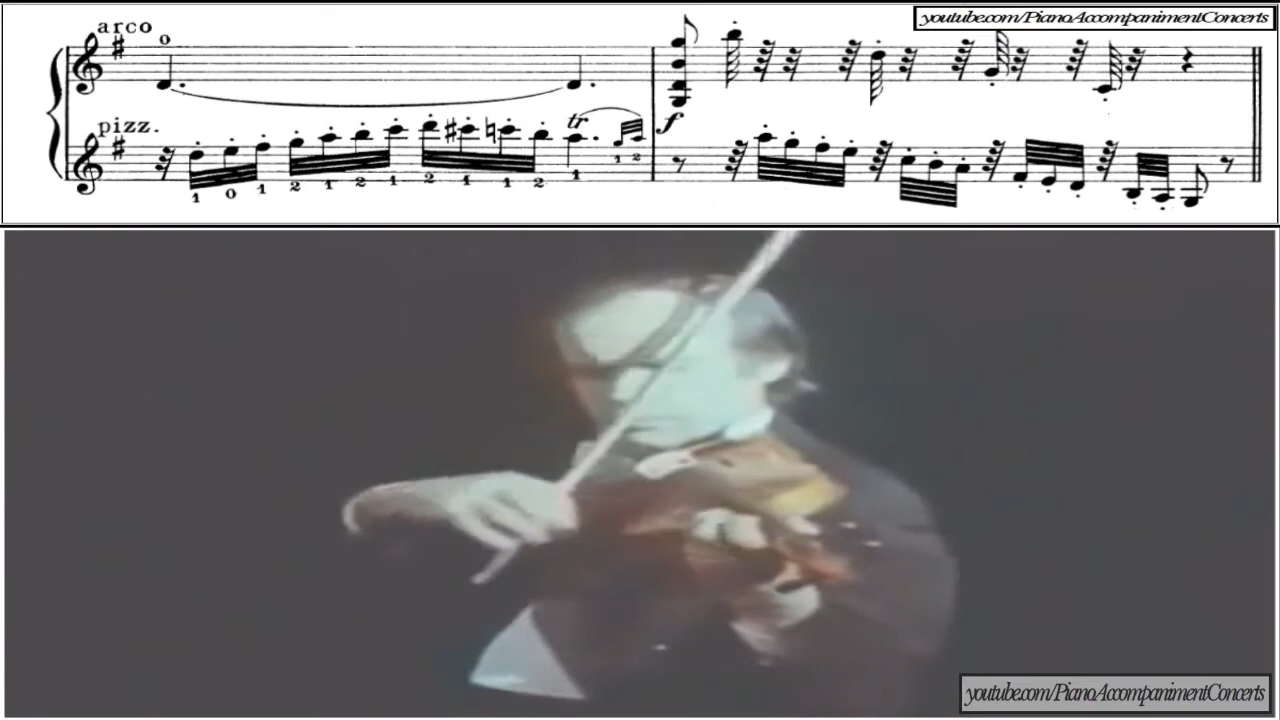 arco
o
youtube.com/PianoAccompanimentConcerts
pizz.
tr
f
1 0 1 2 1 2 1 2 1 1 2 1 1 2
youtube.com/PianoAccompanimentConcerts